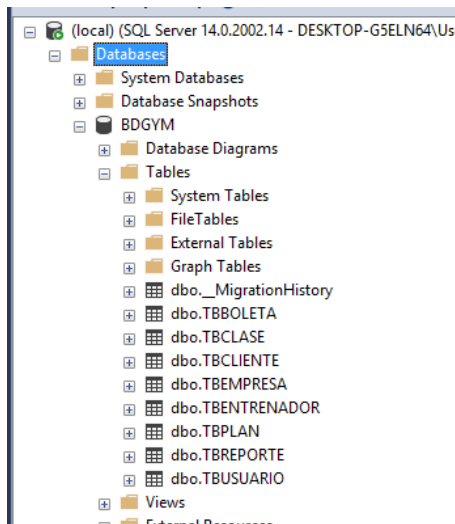 (local) (SQL Server 14.0.2002.14 - DESKTOP-G5ELN64\Us
Databases
System Databases
Database Snapshots
BDGYM
Database Diagrams
Tables
System Tables
FileTables
External Tables
Graph Tables
dbo.__MigrationHistory
dbo.TBBOLETA
dbo.TBCLASE
dbo.TBCLIENTE
dbo.TBEMPRESA
dbo.TBENTRENADOR
dbo.TBPLAN
dbo.TBREPORTE
dbo.TBUSUARIO
Views
External Resources